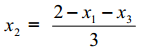 x₂ = (2 − x₁ − x₃) / 3